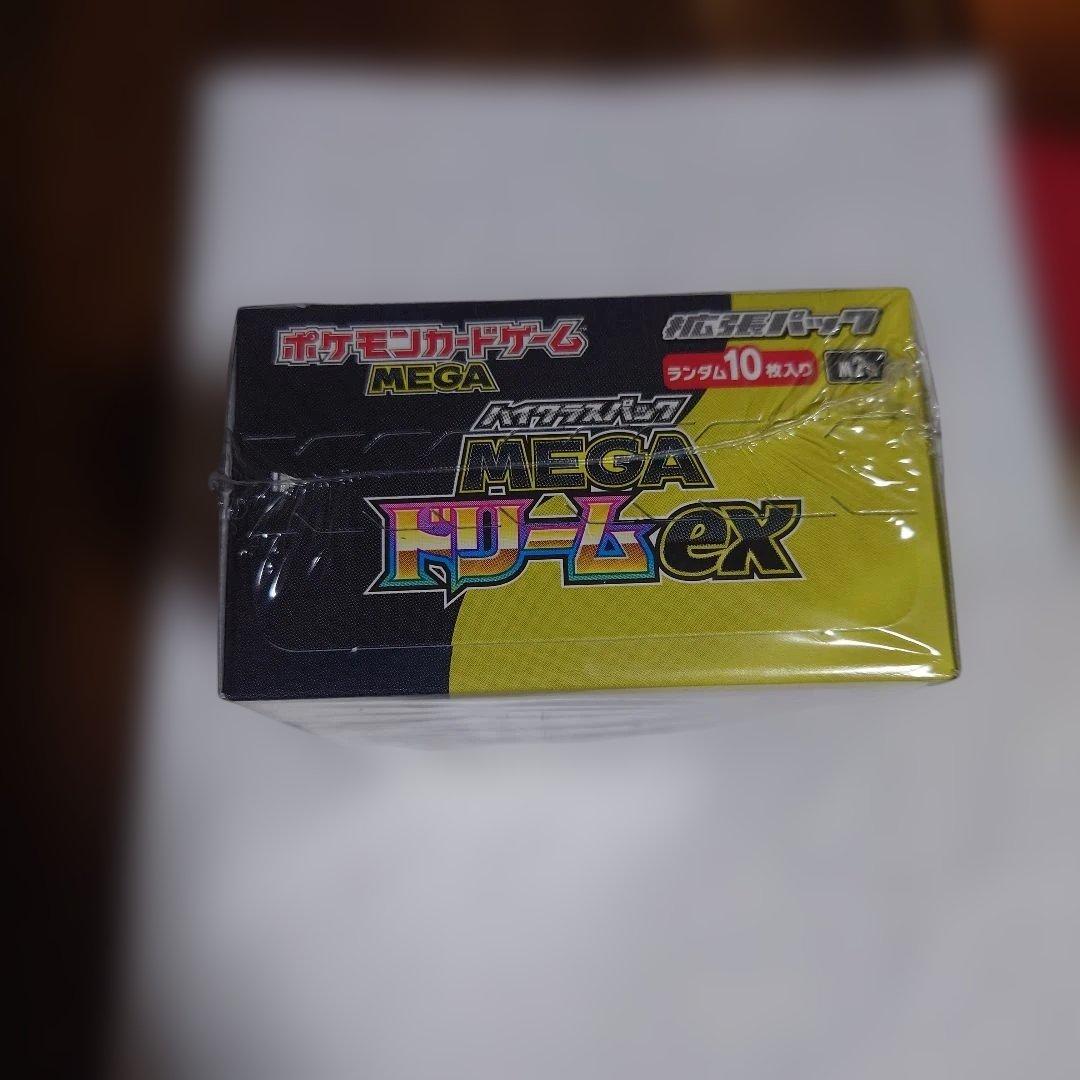 ポケモンカードゲーム
MEGA
拡張パック
ランダム10枚入り
M2a
ハイクラスパック
MEGA
ドリームex